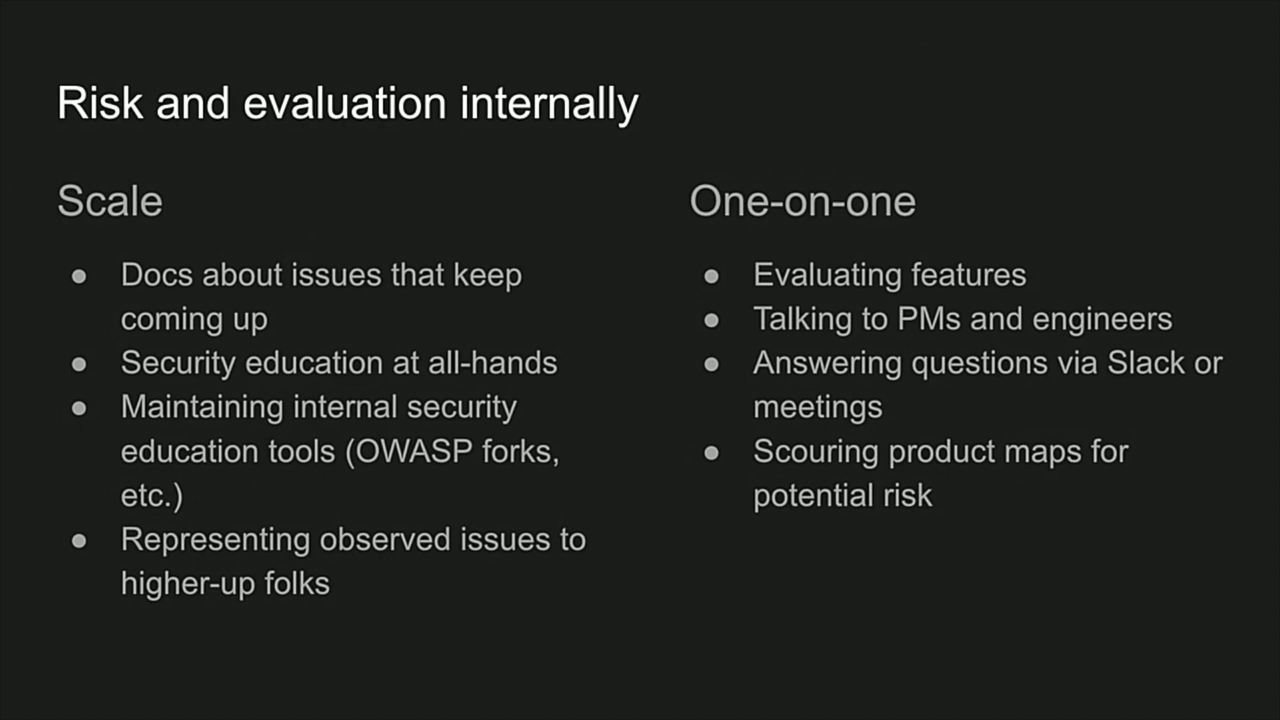 Risk and evaluation internally
Scale
● Docs about issues that keep
coming up
● Security education at all-hands
● Maintaining internal security
education tools (OWASP forks,
etc.)
● Representing observed issues to
higher-up folks
One-on-one
● Evaluating features
● Talking to PMs and engineers
● Answering questions via Slack or
meetings
● Scouring product maps for
potential risk